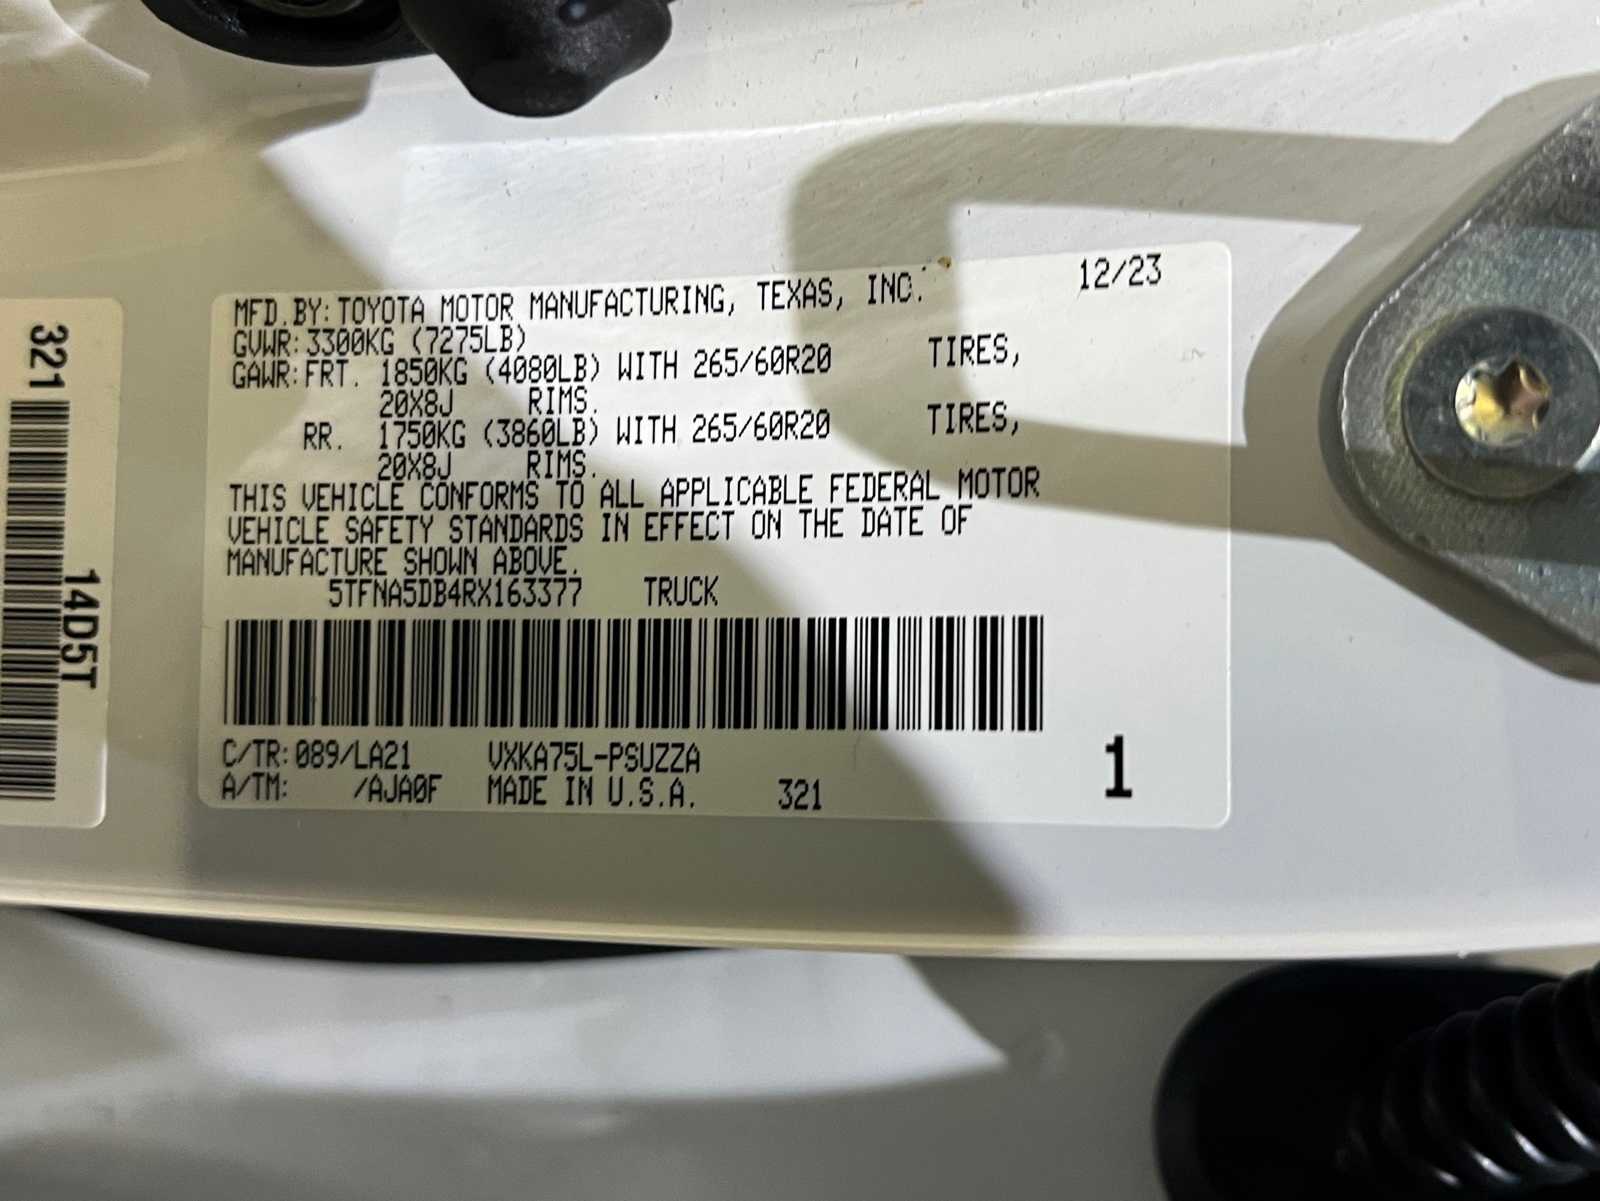 321
14D5T
MFD.BY:TOYOTA MOTOR MANUFACTURING, TEXAS, INC. 12/23
GVWR:3300KG (7275LB)
GAWR:FRT. 1850KG (4080LB) WITH 265/60R20 TIRES,
20X8J RIMS.
RR. 1750KG (3860LB) WITH 265/60R20 TIRES,
20X8J RIMS.
THIS VEHICLE CONFORMS TO ALL APPLICABLE FEDERAL MOTOR
VEHICLE SAFETY STANDARDS IN EFFECT ON THE DATE OF
MANUFACTURE SHOWN ABOVE.
5TFNA5DB4RX163377 TRUCK
C/TR:089/LA21 VXKA75L-PSUZZA
A/TM: /AJA0F MADE IN U.S.A. 321
1